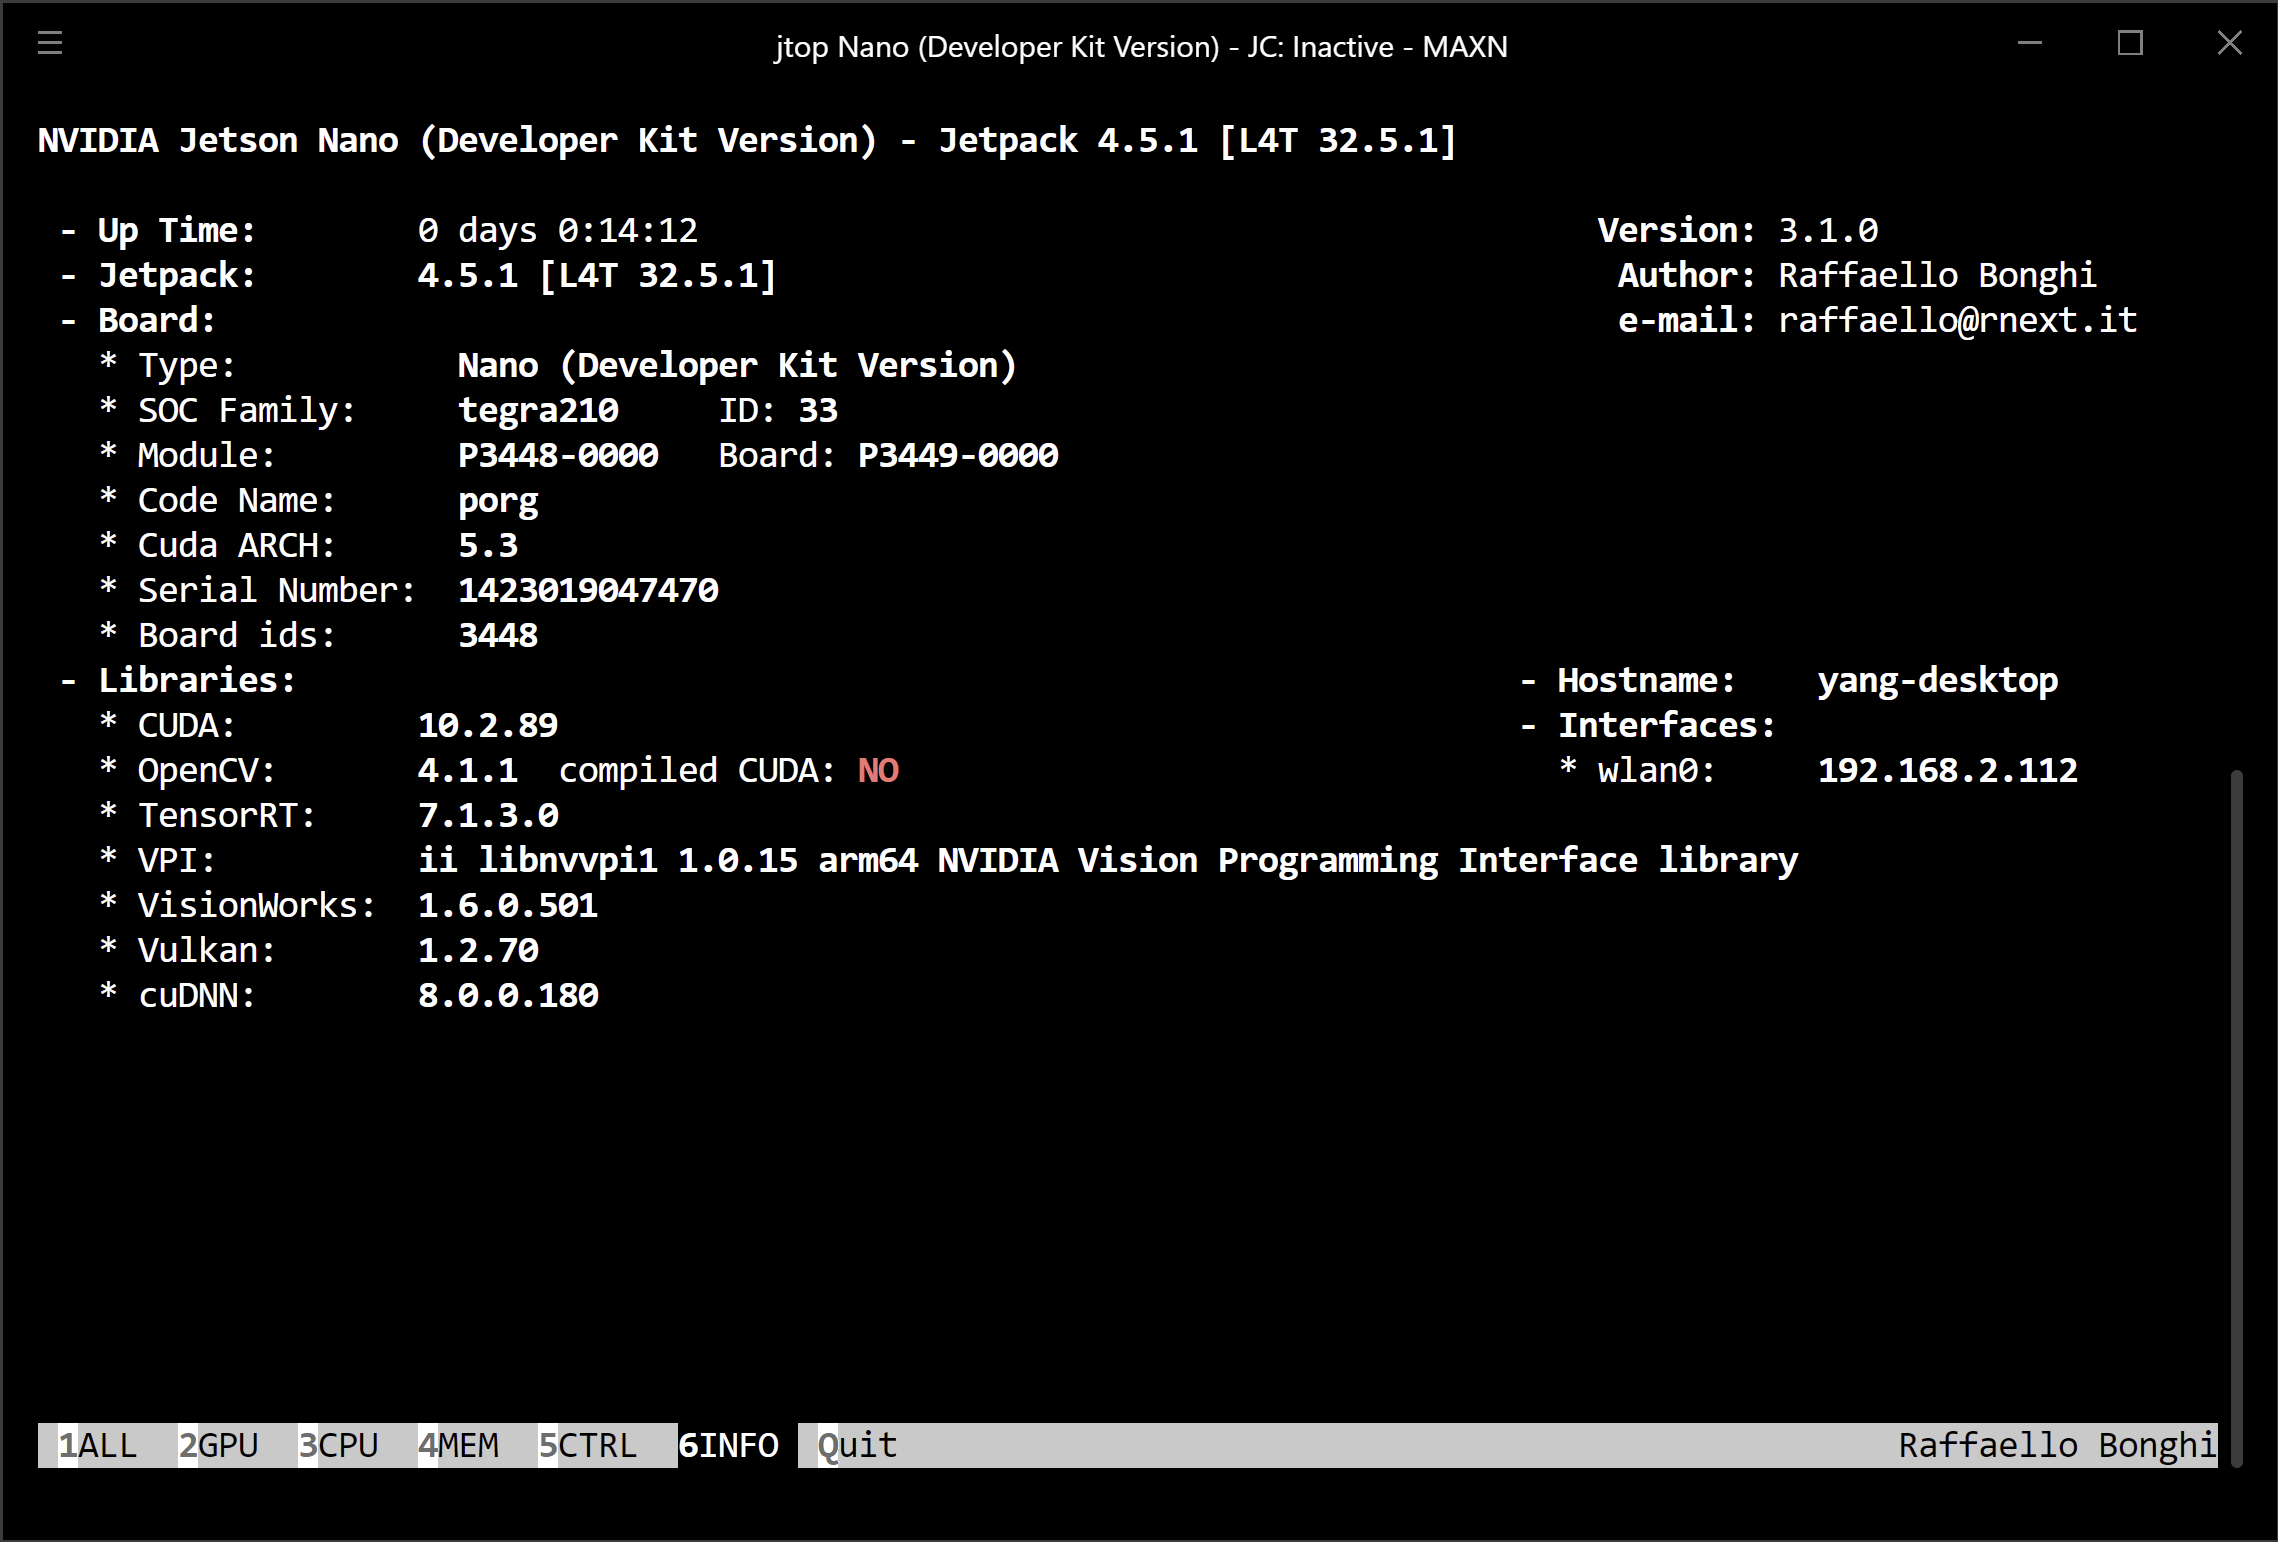 jtop Nano (Developer Kit Version) - JC: Inactive - MAXN
NVIDIA Jetson Nano (Developer Kit Version) - Jetpack 4.5.1 [L4T 32.5.1]
- Up Time: 0 days 0:14:12 Version: 3.1.0
- Jetpack: 4.5.1 [L4T 32.5.1] Author: Raffaello Bonghi
- Board: e-mail: raffaello@rnext.it
* Type: Nano (Developer Kit Version)
* SOC Family: tegra210 ID: 33
* Module: P3448-0000 Board: P3449-0000
* Code Name: porg
* Cuda ARCH: 5.3
* Serial Number: 1423019047470
* Board ids: 3448
- Libraries: - Hostname: yang-desktop
* CUDA: 10.2.89 - Interfaces:
* OpenCV: 4.1.1 compiled CUDA: NO * wlan0: 192.168.2.112
* TensorRT: 7.1.3.0
* VPI: ii libnvvpi1 1.0.15 arm64 NVIDIA Vision Programming Interface library
* VisionWorks: 1.6.0.501
* Vulkan: 1.2.70
* cuDNN: 8.0.0.180
1ALL 2GPU 3CPU 4MEM 5CTRL 6INFO Quit Raffaello Bonghi